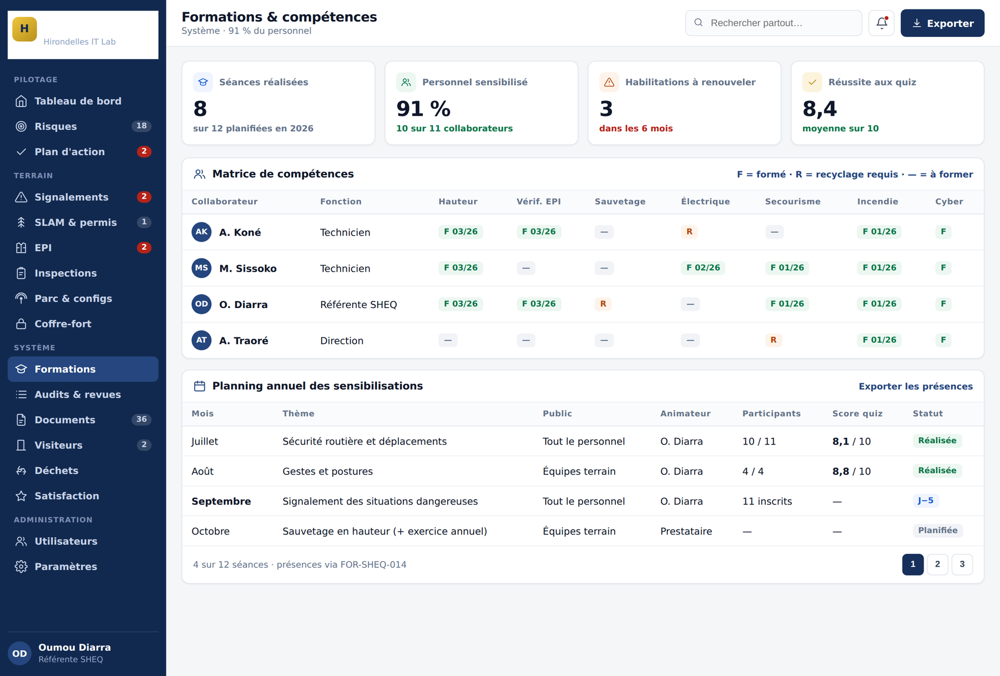 H
Hirondelles IT Lab
PILOTAGE
Tableau de bord
Risques 18
Plan d'action 2
TERRAIN
Signalements 2
SLAM & permis 1
EPI 2
Inspections
Parc & configs
Coffre-fort
SYSTÈME
Formations
Audits & revues
Documents 36
Visiteurs 2
Déchets
Satisfaction
ADMINISTRATION
Utilisateurs
Paramètres
OD
Oumou Diarra
Référente SHEQ
Formations & compétences
Système · 91 % du personnel
Rechercher partout…
Exporter
Séances réalisées
8
sur 12 planifiées en 2026
Personnel sensibilisé
91 %
10 sur 11 collaborateurs
Habilitations à renouveler
3
dans les 6 mois
Réussite aux quiz
8,4
moyenne sur 10
Matrice de compétences
F = formé · R = recyclage requis · — = à former
Collaborateur Fonction Hauteur Vérif. EPI Sauvetage Électrique Secourisme Incendie Cyber
AK A. Koné Technicien F 03/26 F 03/26 — R — F 01/26 F
MS M. Sissoko Technicien F 03/26 — — F 02/26 F 01/26 F 01/26 F
OD O. Diarra Référente SHEQ F 03/26 F 03/26 R — F 01/26 F 01/26 F
AT A. Traoré Direction — — — — R F 01/26 F
Planning annuel des sensibilisations
Exporter les présences
Mois Thème Public Animateur Participants Score quiz Statut
Juillet Sécurité routière et déplacements Tout le personnel O. Diarra 10 / 11 8,1 / 10 Réalisée
Août Gestes et postures Équipes terrain O. Diarra 4 / 4 8,8 / 10 Réalisée
Septembre Signalement des situations dangereuses Tout le personnel O. Diarra 11 inscrits — J−5
Octobre Sauvetage en hauteur (+ exercice annuel) Équipes terrain Prestataire — — Planifiée
4 sur 12 séances · présences via FOR-SHEQ-014
1 2 3